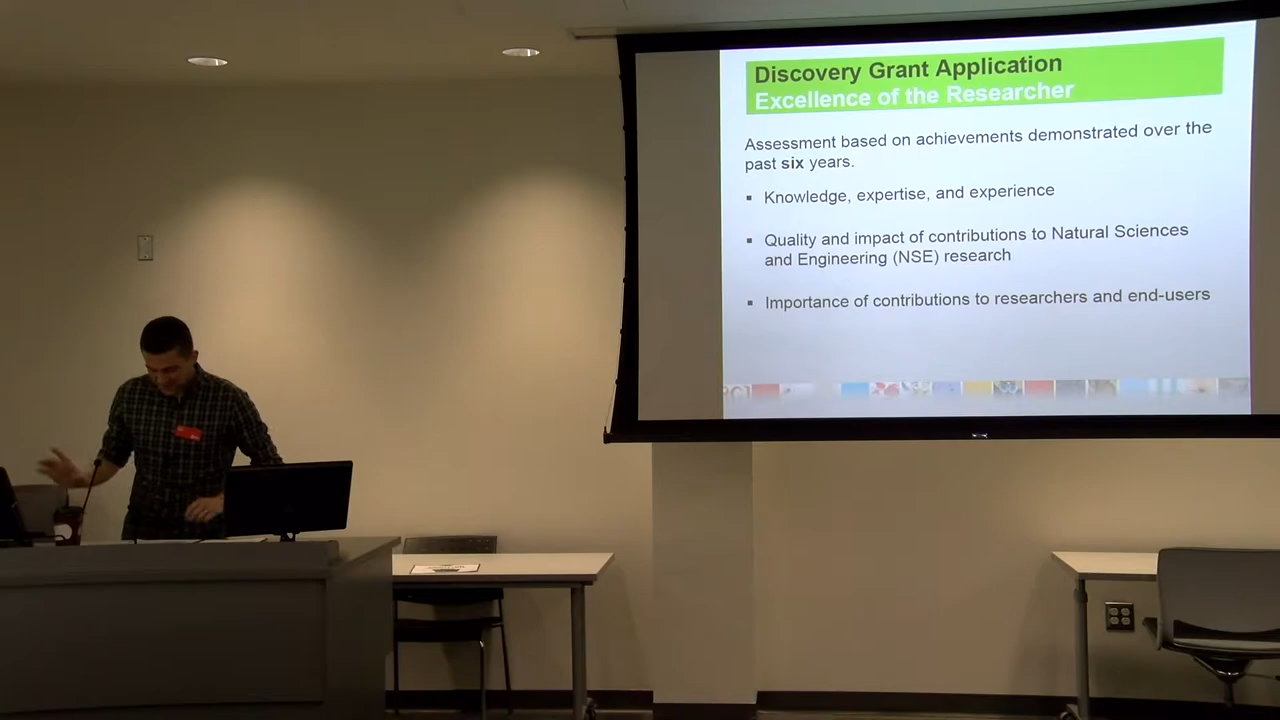 Discovery Grant Application
Excellence of the Researcher
Assessment based on achievements demonstrated over the
past six years.
▪ Knowledge, expertise, and experience
▪ Quality and impact of contributions to Natural Sciences
and Engineering (NSE) research
▪ Importance of contributions to researchers and end-users